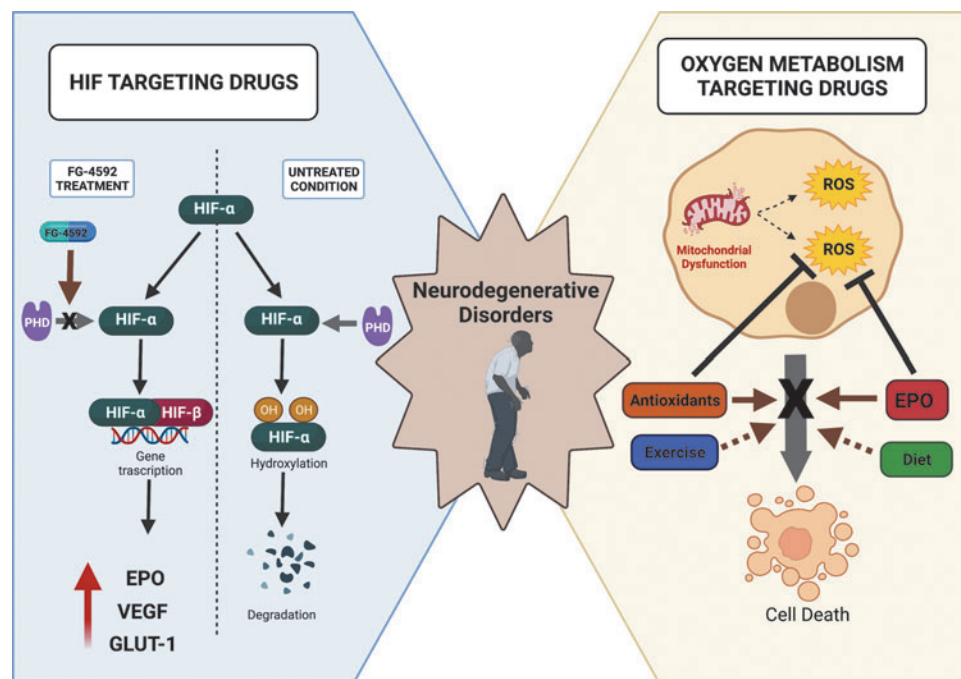 HIF TARGETING DRUGS
FG-4592
TREATMENT
UNTREATED
CONDITION
HIF-α
FG-4592
PHD
X
HIF-α
HIF-α
PHD
HIF-α
HIF-β
Gene
trascription
OH
OH
HIF-α
Hydroxylation
EPO
VEGF
GLUT-1
Degradation
Neurodegenerative
Disorders
OXYGEN METABOLISM
TARGETING DRUGS
ROS
ROS
Mitochondrial
Dysfunction
Antioxidants
X
EPO
Exercise
Diet
Cell Death